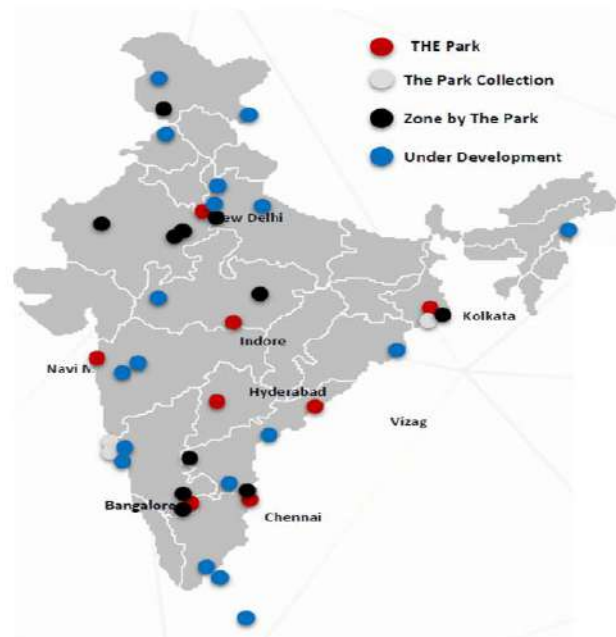 THE Park
The Park Collection
Zone by The Park
Under Development
ew Delhi
Kolkata
Indore
Navi M
Hyderabad
Vizag
Bangalore
Chennai